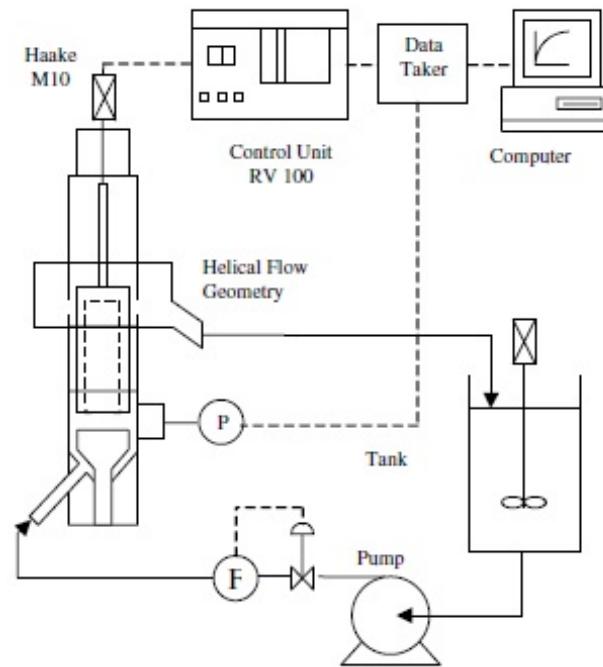 Haake
M10
Data
Taker
Control Unit
RV 100
Computer
Helical Flow
Geometry
P
Tank
Pump
F